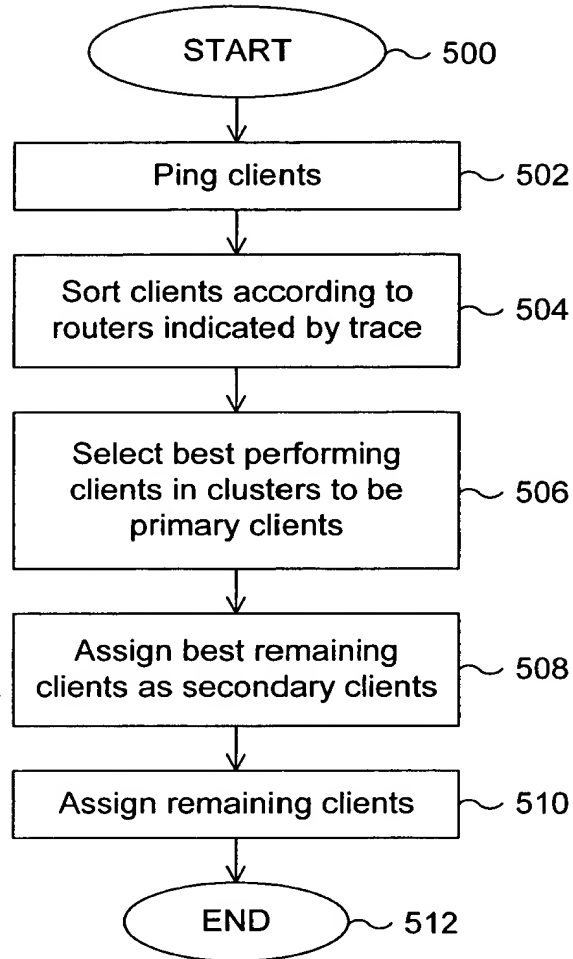 START
500
Ping clients
502
Sort clients according to
routers indicated by trace
504
Select best performing
clients in clusters to be
primary clients
506
Assign best remaining
clients as secondary clients
508
Assign remaining clients
510
END
512